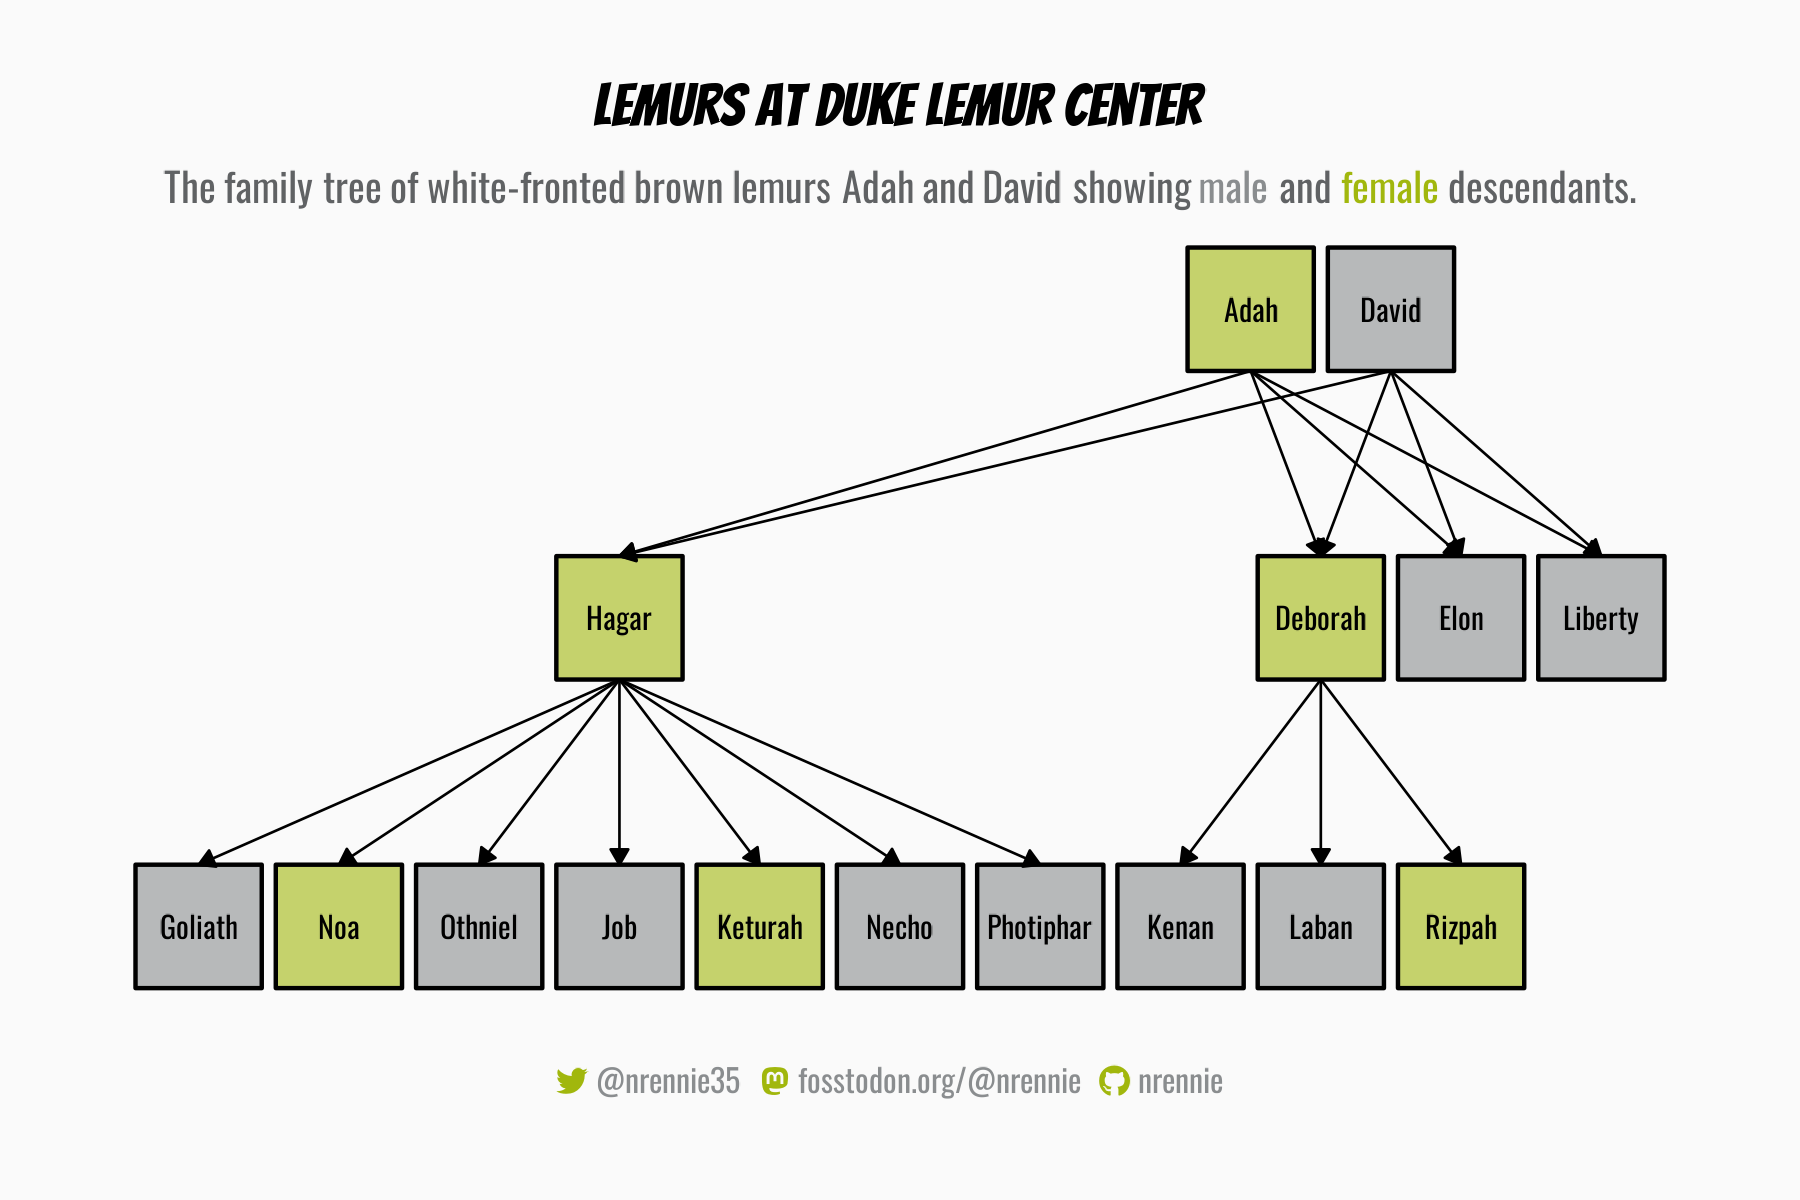 LEMURS AT DUKE LEMUR CENTER
The family tree of white-fronted brown lemurs Adah and David showing male and female descendants.
Adah David
Hagar Deborah Elon Liberty
Goliath Noa Othniel Job Keturah Necho Photiphar Kenan Laban Rizpah
@nrennie35 fosstodon.org/@nrennie nrennie